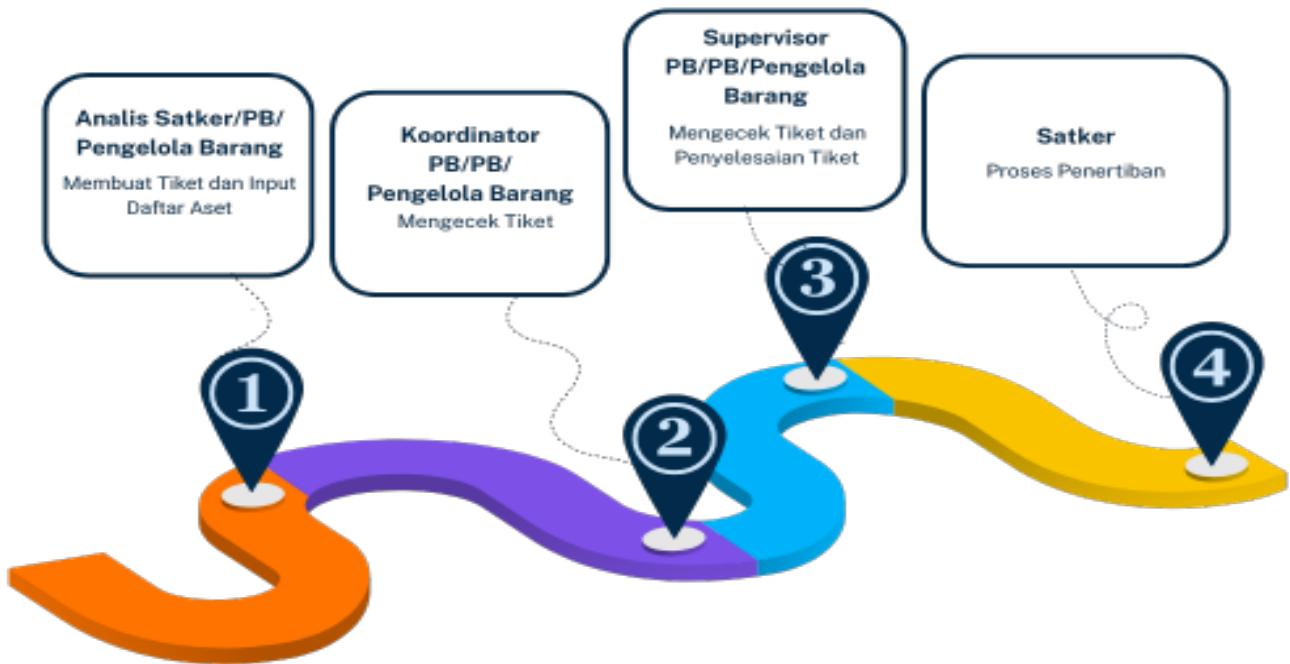 Analis Satker/PB/
Pengelola Barang
Membuat Tiket dan Input
Daftar Aset
Koordinator
PB/PB/
Pengelola Barang
Mengecek Tiket
Supervisor
PB/PB/Pengelola
Barang
Mengecek Tiket dan
Penyelesaian Tiket
Satker
Proses Penertiban
1
2
3
4